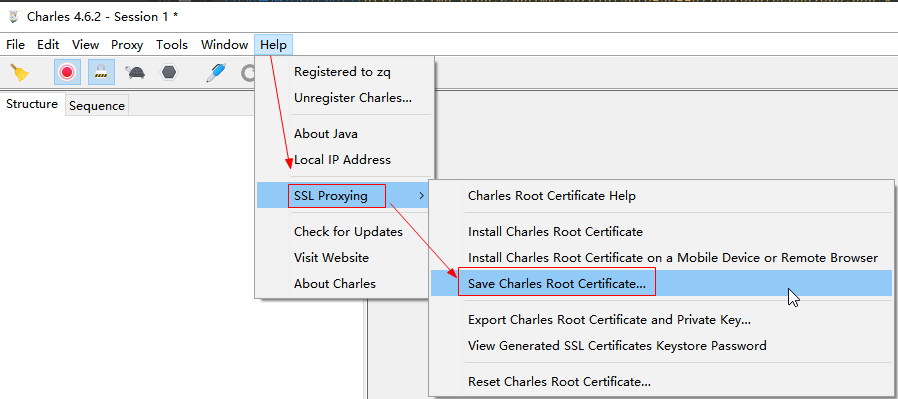 Charles 4.6.2 - Session 1 *
File Edit View Proxy Tools Window Help
Structure Sequence
Registered to zq
Unregister Charles...
About Java
Local IP Address
SSL Proxying
Check for Updates
Visit Website
About Charles
Charles Root Certificate Help
Install Charles Root Certificate
Install Charles Root Certificate on a Mobile Device or Remote Browser
Save Charles Root Certificate...
Export Charles Root Certificate and Private Key...
View Generated SSL Certificates Keystore Password
Reset Charles Root Certificate...